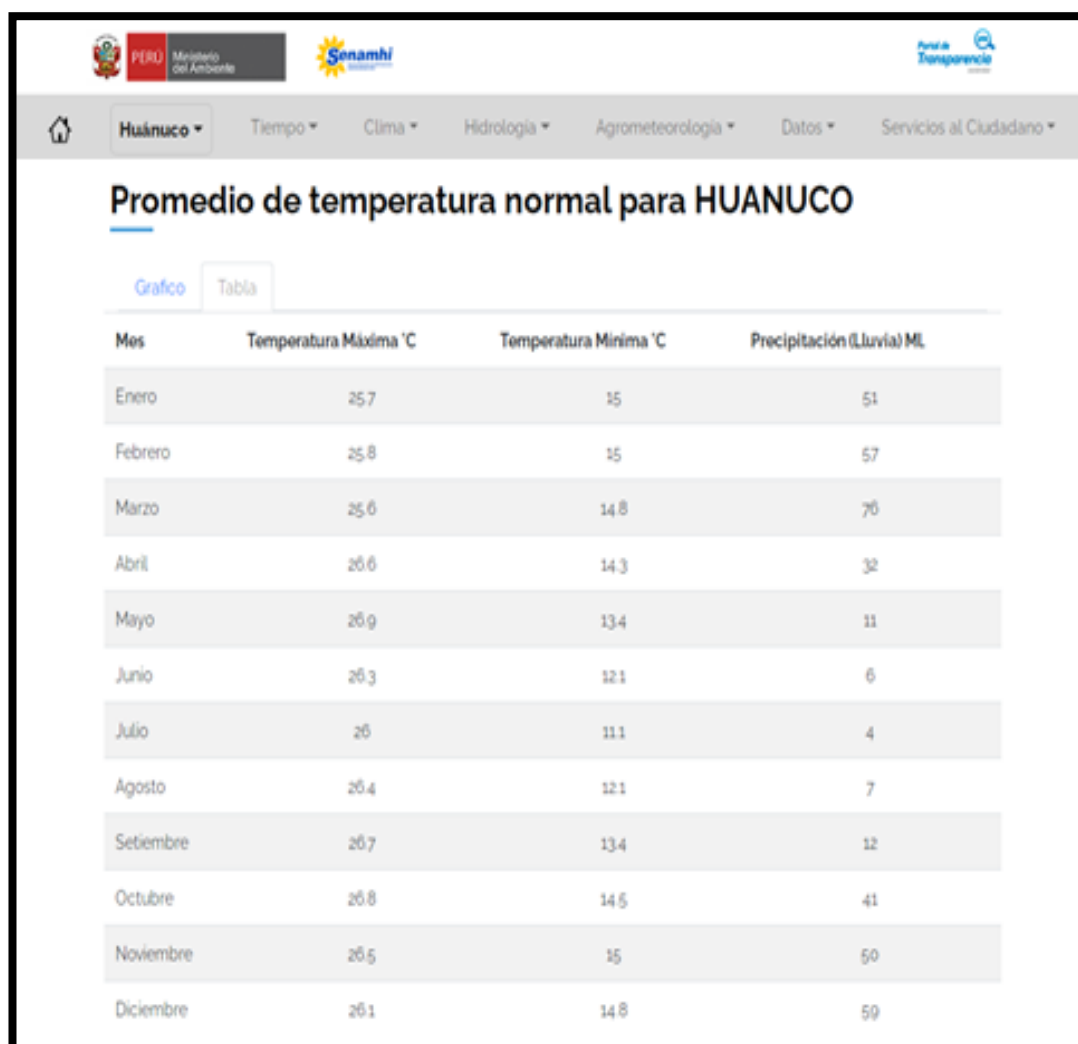 PERÚ Ministerio del Ambiente Senamhi Portal de Transparencia
Huánuco Tiempo Clima Hidrología Agrometeorología Datos Servicios al Ciudadano
Promedio de temperatura normal para HUANUCO
Grafico Tabla
Mes Temperatura Máxima °C Temperatura Mínima °C Precipitación (Lluvia) ML
Enero 25.7 15 51
Febrero 25.8 15 57
Marzo 25.6 14.8 76
Abril 26.6 14.3 32
Mayo 26.9 13.4 11
Junio 26.3 12.1 6
Julio 26 11.1 4
Agosto 26.4 12.1 7
Setiembre 26.7 13.4 12
Octubre 26.8 14.5 41
Noviembre 26.5 15 50
Diciembre 26.1 14.8 59